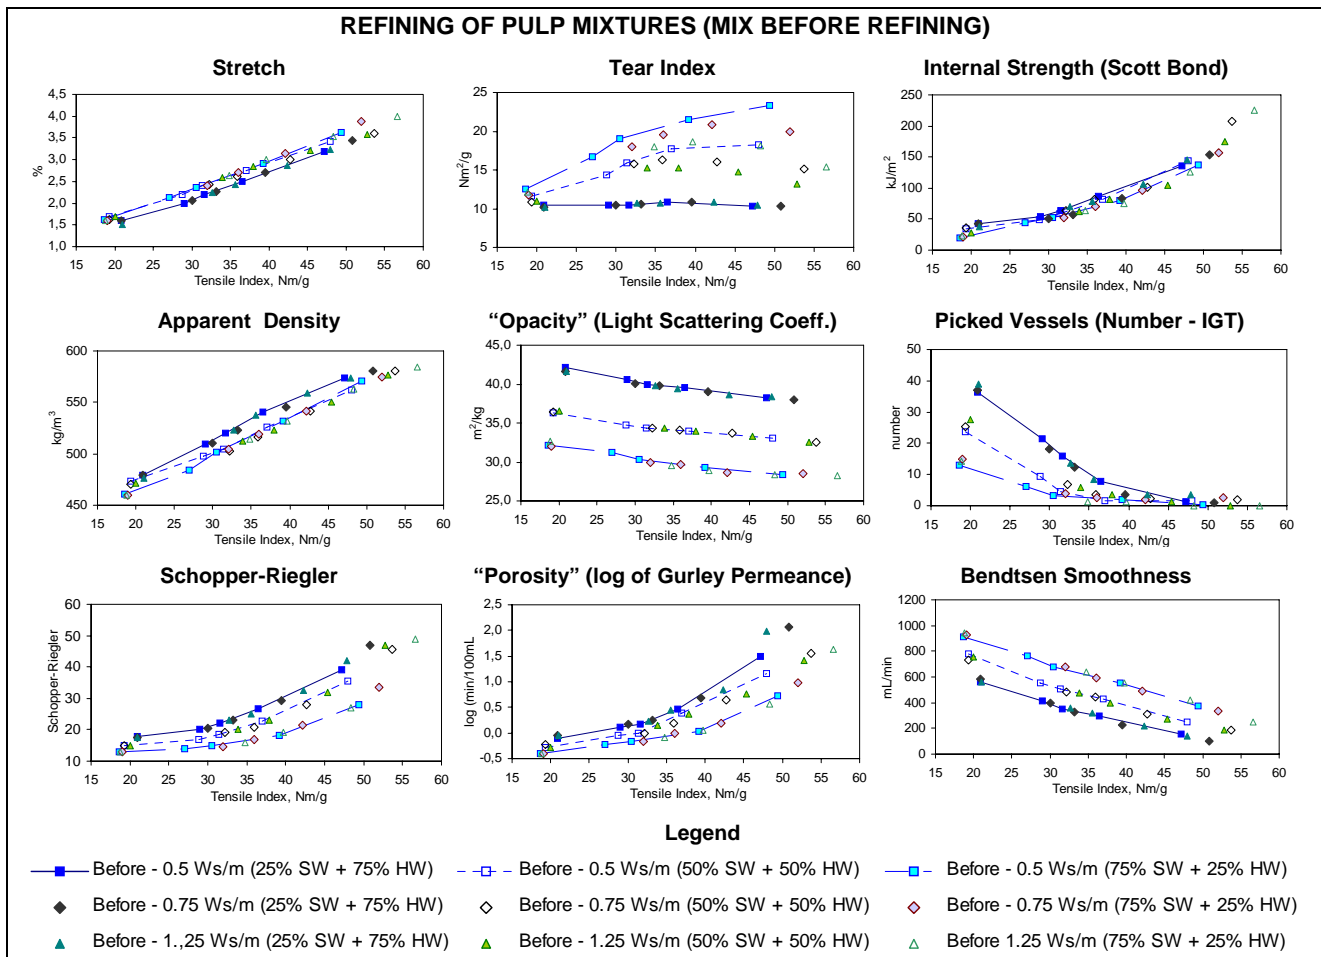 REFINING OF PULP MIXTURES (MIX BEFORE REFINING)
Stretch
4,5
4,0
3,5
3,0
2,5
2,0
1,5
1,0
%
15 20 25 30 35 40 45 50 55 60
Tensile Index, Nm/g
Tear Index
25
20
15
10
5
Nm²/g
15 20 25 30 35 40 45 50 55 60
Tensile Index, Nm/g
Internal Strength (Scott Bond)
250
200
150
100
50
0
kJ/m²
15 20 25 30 35 40 45 50 55 60
Tensile Index, Nm/g
Apparent Density
600
550
500
450
kg/m³
15 20 25 30 35 40 45 50 55 60
Tensile Index, Nm/g
“Opacity” (Light Scattering Coeff.)
45,0
40,0
35,0
30,0
25,0
m²/kg
15 20 25 30 35 40 45 50 55 60
Tensile Index, Nm/g
Picked Vessels (Number - IGT)
50
40
30
20
10
0
number
15 20 25 30 35 40 45 50 55 60
Tensile Index, Nm/g
Schopper-Riegler
60
50
40
30
20
10
Schopper-Riegler
15 20 25 30 35 40 45 50 55 60
Tensile Index, Nm/g
“Porosity” (log of Gurley Permeance)
2,5
2,0
1,5
1,0
0,5
0,0
-0,5
log (min/100mL
15 20 25 30 35 40 45 50 55 60
Tensile Index, Nm/g
Bendtsen Smoothness
1200
1000
800
600
400
200
0
mL/min
15 20 25 30 35 40 45 50 55 60
Tensile Index, Nm/g
Legend
Before - 0.5 Ws/m (25% SW + 75% HW)
Before - 0.5 Ws/m (50% SW + 50% HW)
Before - 0.5 Ws/m (75% SW + 25% HW)
Before - 0.75 Ws/m (25% SW + 75% HW)
Before - 0.75 Ws/m (50% SW + 50% HW)
Before - 0.75 Ws/m (75% SW + 25% HW)
Before - 1.,25 Ws/m (25% SW + 75% HW)
Before - 1.25 Ws/m (50% SW + 50% HW)
Before 1.25 Ws/m (75% SW + 25% HW)